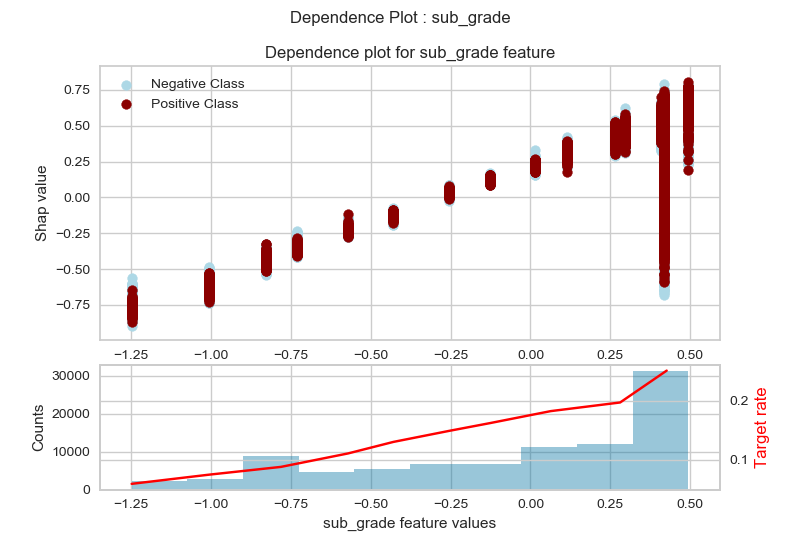 Dependence Plot : sub_grade
Dependence plot for sub_grade feature
Negative Class
Positive Class
0.75
0.50
0.25
0.00
−0.25
−0.50
−0.75
Shap value
−1.25 −1.00 −0.75 −0.50 −0.25 0.00 0.25 0.50
30000
20000
10000
0
Counts
0.2
0.1
Target rate
−1.25 −1.00 −0.75 −0.50 −0.25 0.00 0.25 0.50
sub_grade feature values